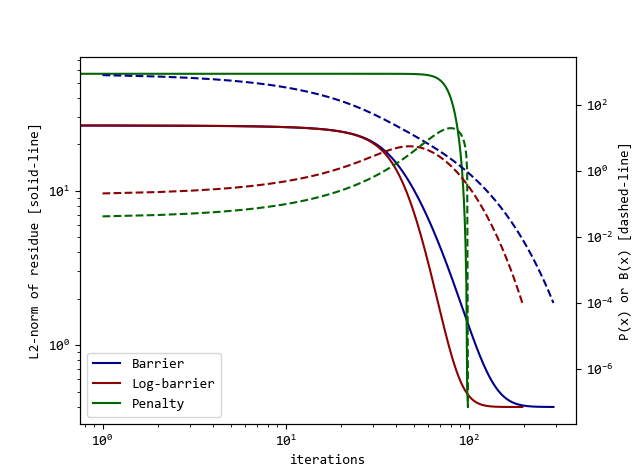 L2-norm of residue [solid-line]
10¹
10⁰
10²
10⁰
10⁻²
10⁻⁴
10⁻⁶
P(x) or B(x) [dashed-line]
Barrier
Log-barrier
Penalty
10⁰
10¹
10²
iterations